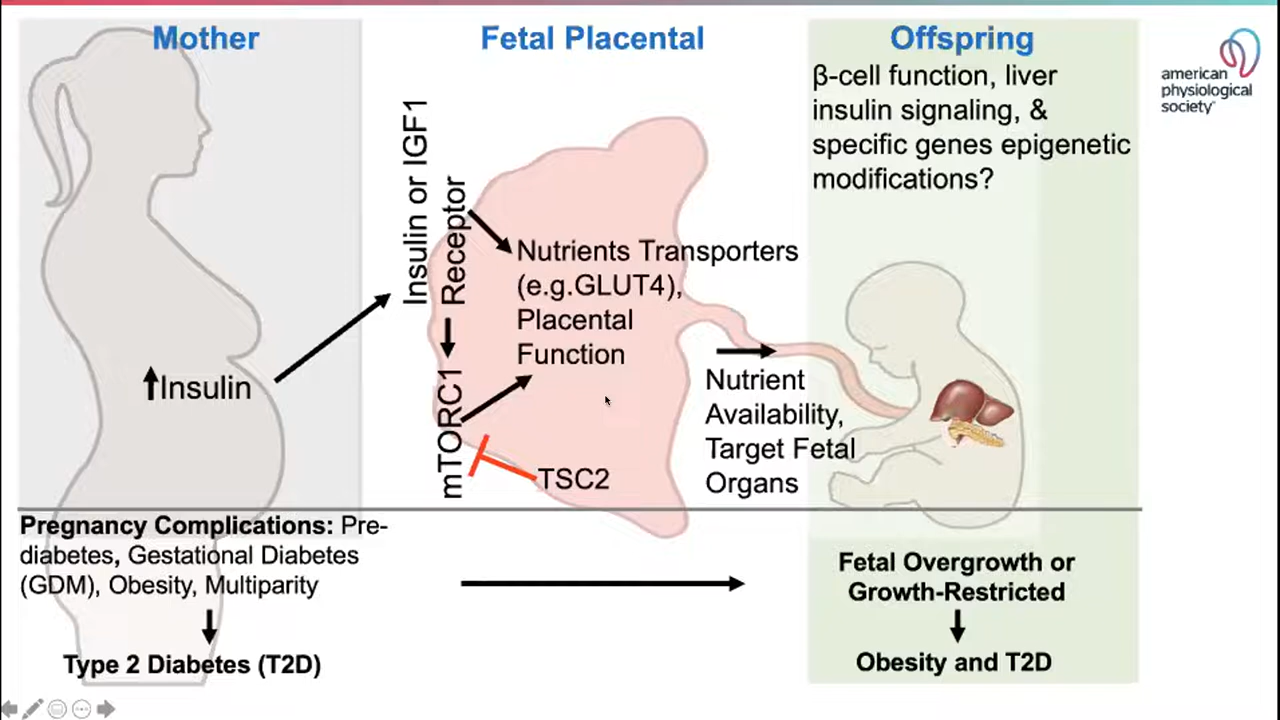 Mother
Fetal Placental
Offspring
american
physiological
society
β-cell function, liver
insulin signaling, &
specific genes epigenetic
modifications?
Insulin or IGF1
Receptor
Nutrients Transporters
(e.g.GLUT4),
Placental
Function
↑Insulin
mTORC1
TSC2
Nutrient
Availability,
Target Fetal
Organs
Pregnancy Complications: Pre-
diabetes, Gestational Diabetes
(GDM), Obesity, Multiparity
Type 2 Diabetes (T2D)
Fetal Overgrowth or
Growth-Restricted
Obesity and T2D